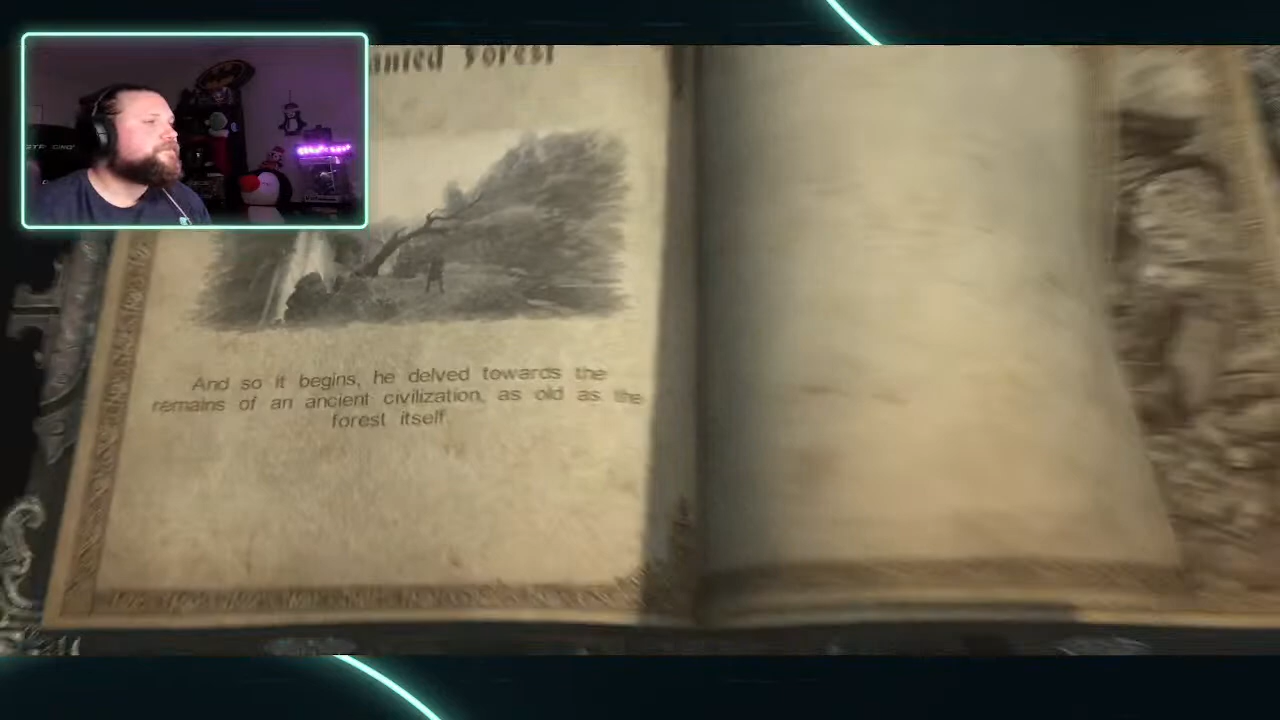 Forest
And so it begins, he delved towards the
remains of an ancient civilization, as old as the
forest itself.